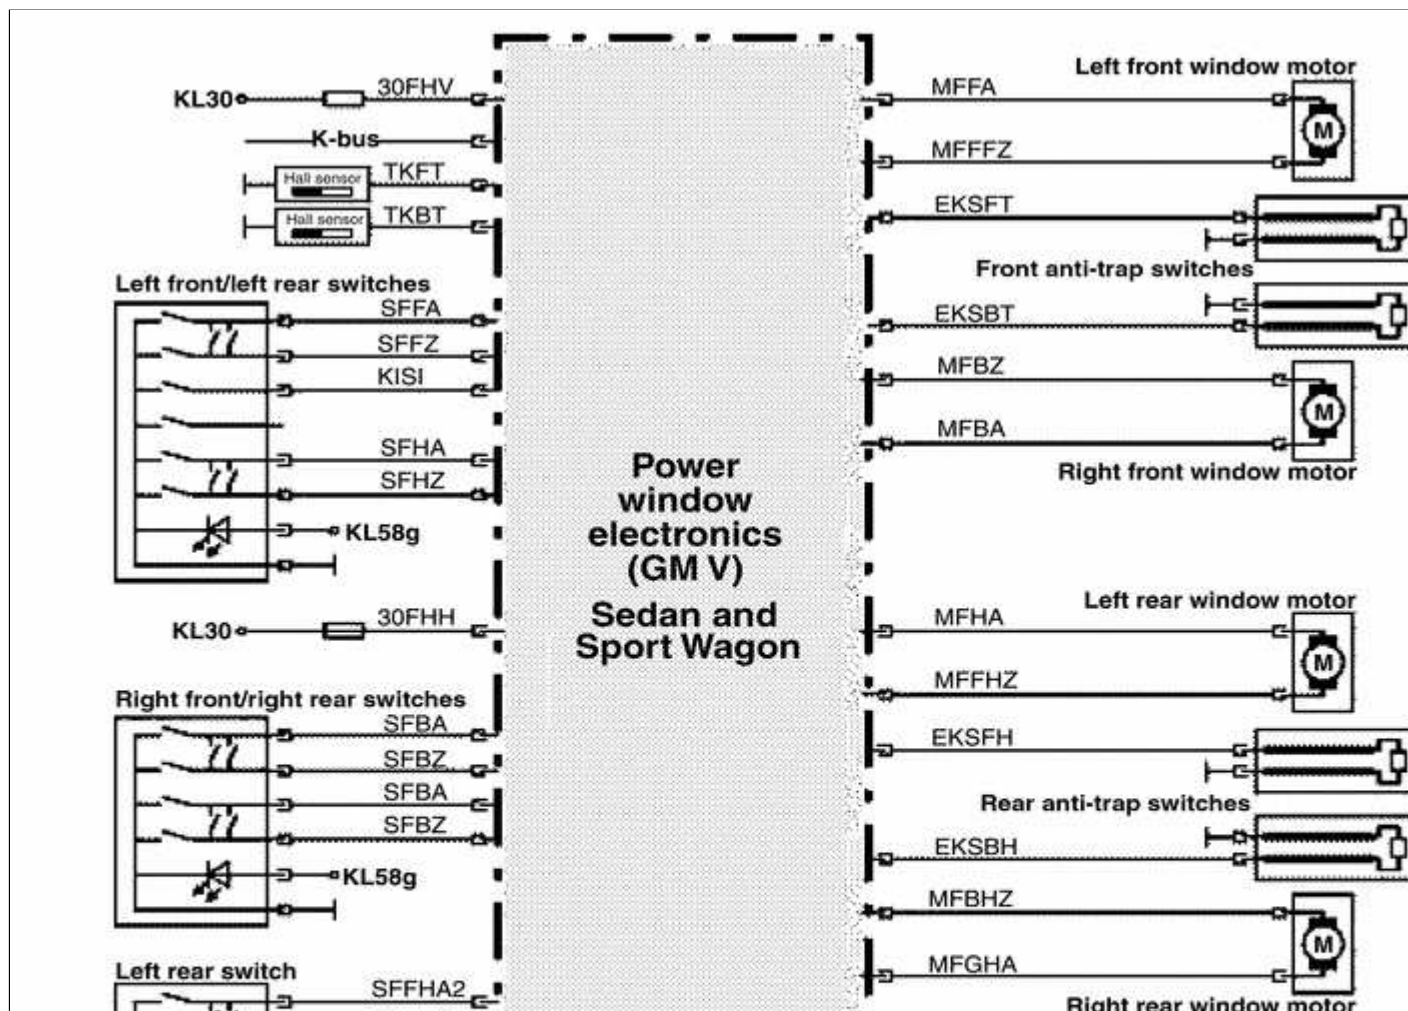 KL30
30FHV
K-bus
Hall sensor
TKFT
Hall sensor
TKBT
Left front/left rear switches
SFFA
SFFZ
KISI
SFHA
SFHZ
KL58g
KL30
30FHH
Right front/right rear switches
SFBA
SFBZ
SFBA
SFBZ
KL58g
Left rear switch
SFFHA2
Power
window
electronics
(GM V)
Sedan and
Sport Wagon
Left front window motor
MFFA
M
MFFFZ
EKSFT
Front anti-trap switches
EKSBT
MFBZ
M
MFBA
Right front window motor
Left rear window motor
MFHA
M
MFFHZ
EKSFH
Rear anti-trap switches
EKSBH
MFBHZ
M
MFGHA
Right rear window motor